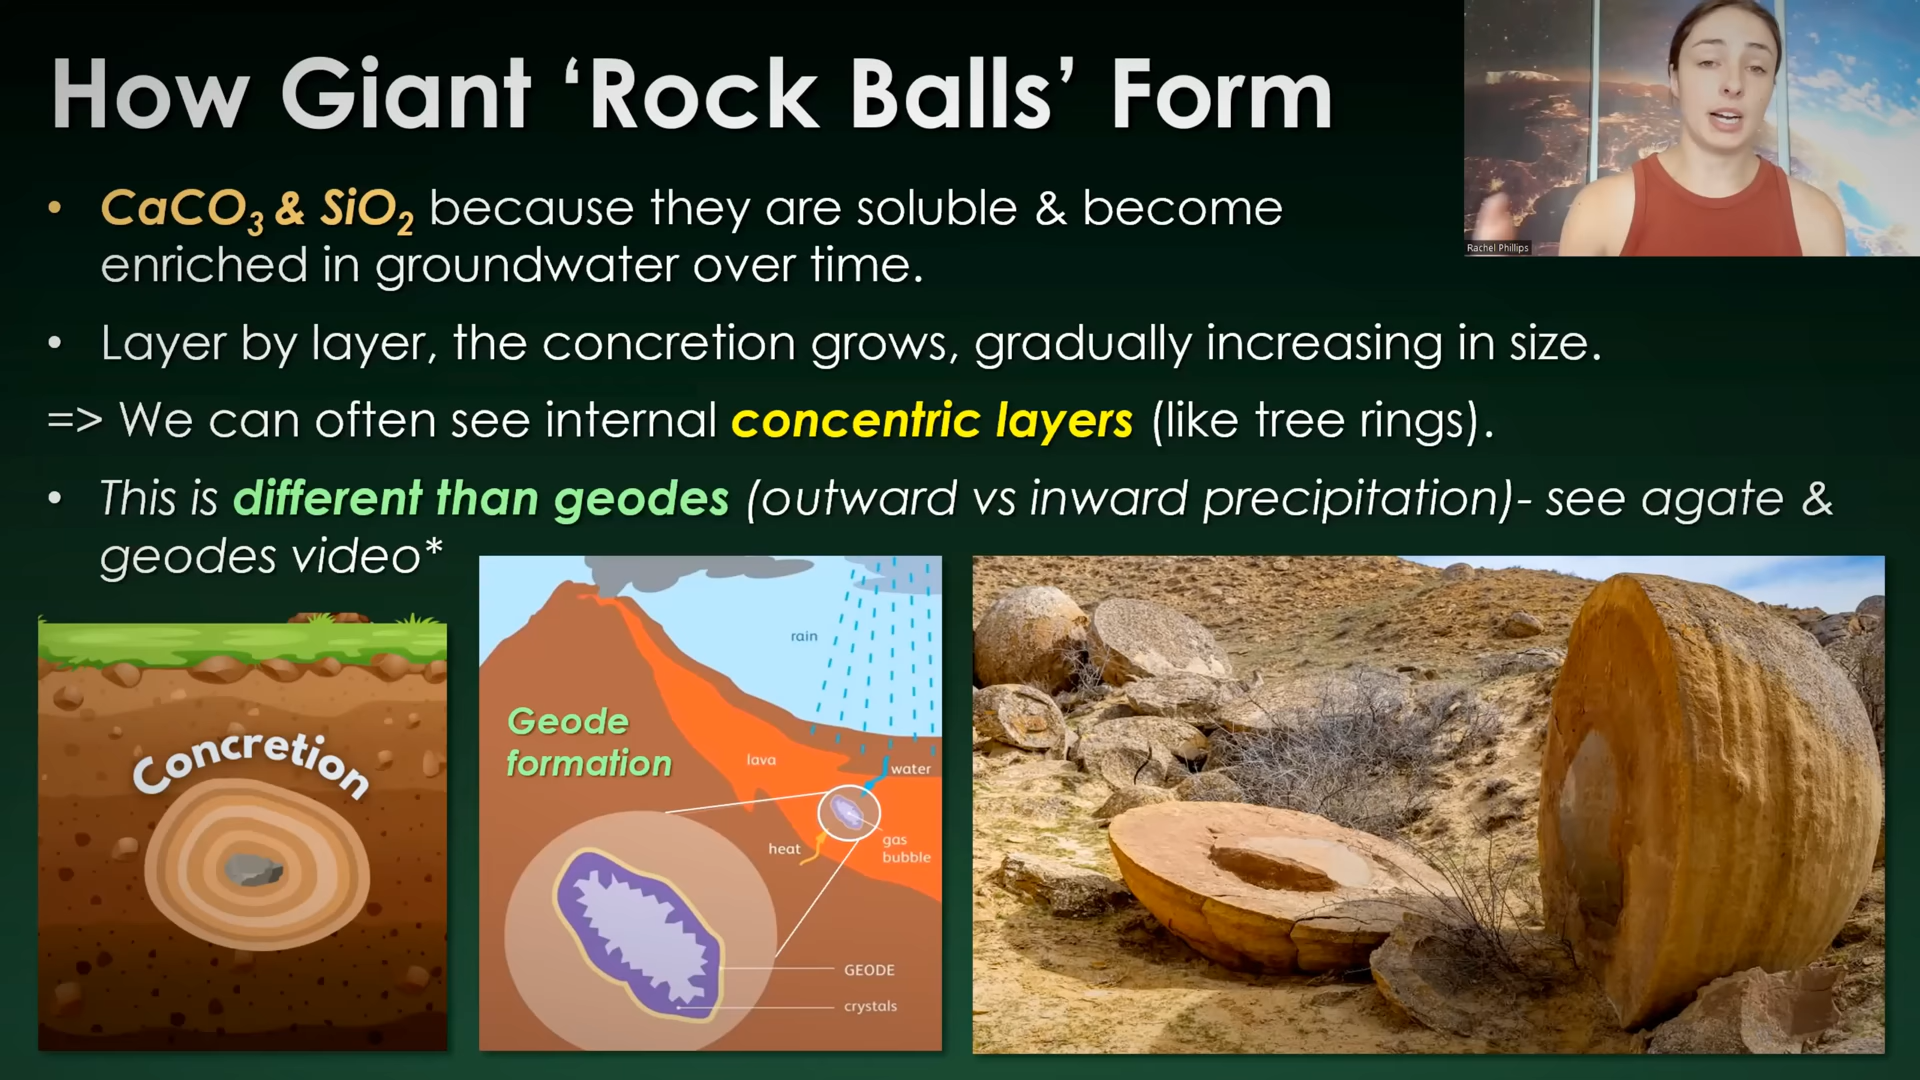 How Giant ‘Rock Balls’ Form
Rachel Phillips
• CaCO₃ & SiO₂ because they are soluble & become
enriched in groundwater over time.
• Layer by layer, the concretion grows, gradually increasing in size.
=> We can often see internal concentric layers (like tree rings).
• This is different than geodes (outward vs inward precipitation)- see agate &
geodes video*
Concretion
rain
Geode
formation
lava
water
heat
gas
bubble
GEODE
crystals